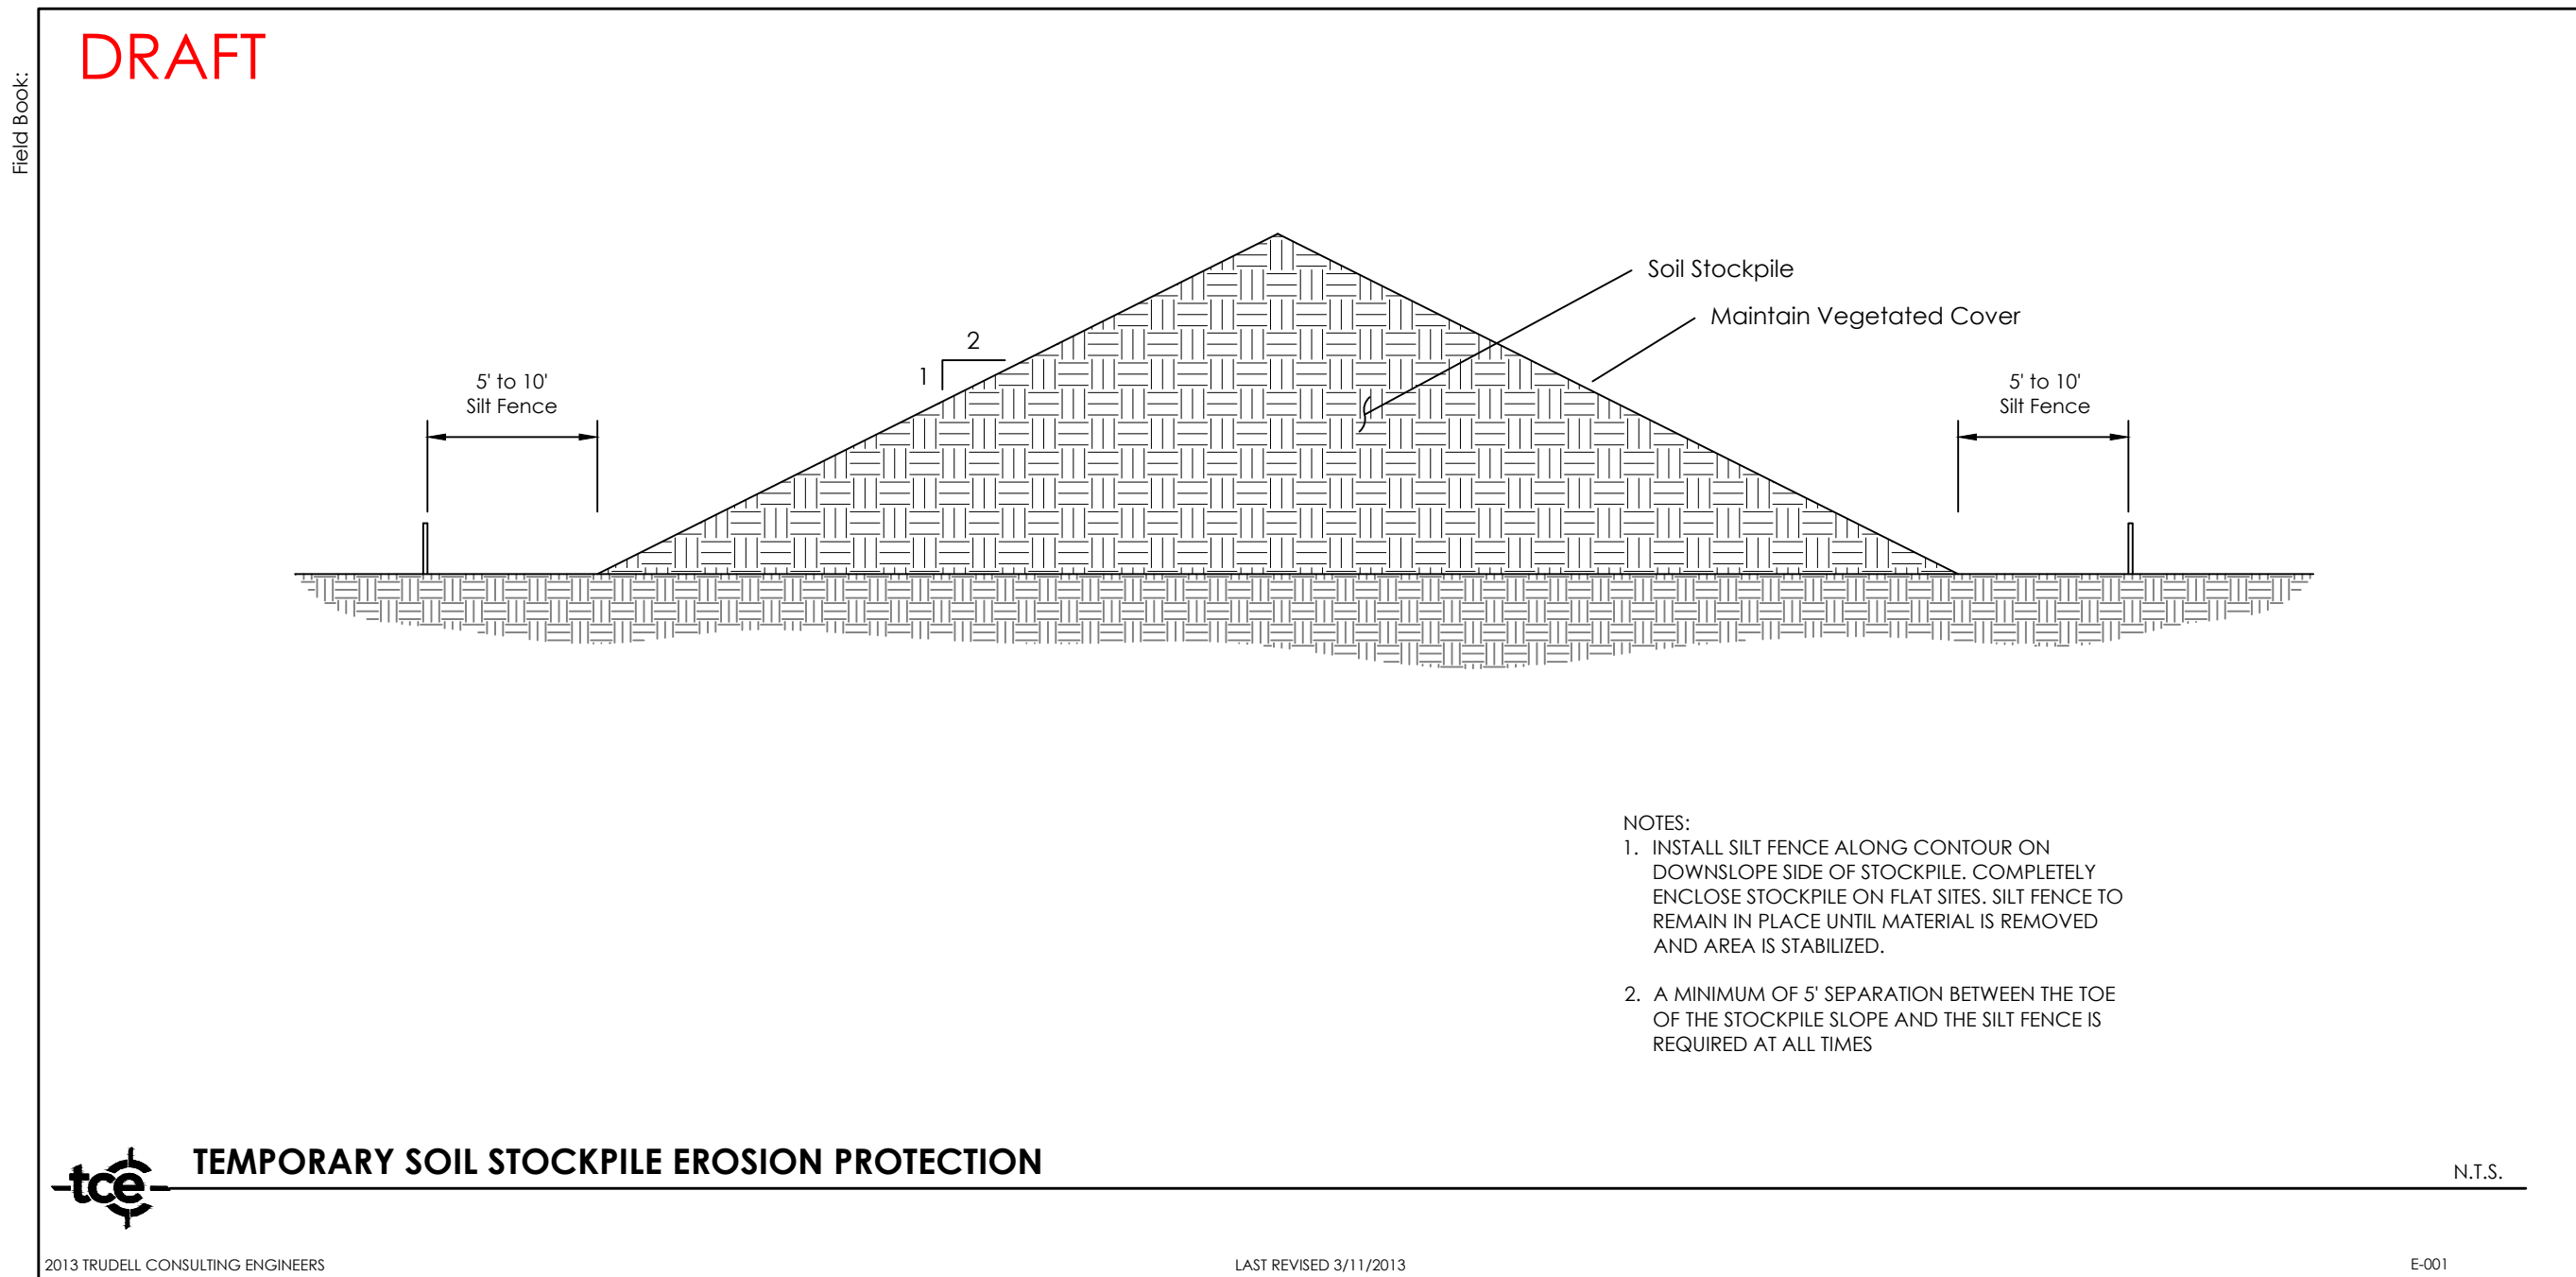 DRAFT
Field Book:
Soil Stockpile
Maintain Vegetated Cover
2
1
5' to 10'
Silt Fence
5' to 10'
Silt Fence
NOTES:
1. INSTALL SILT FENCE ALONG CONTOUR ON
DOWNSLOPE SIDE OF STOCKPILE. COMPLETELY
ENCLOSE STOCKPILE ON FLAT SITES. SILT FENCE TO
REMAIN IN PLACE UNTIL MATERIAL IS REMOVED
AND AREA IS STABILIZED.
2. A MINIMUM OF 5' SEPARATION BETWEEN THE TOE
OF THE STOCKPILE SLOPE AND THE SILT FENCE IS
REQUIRED AT ALL TIMES
tce
TEMPORARY SOIL STOCKPILE EROSION PROTECTION
N.T.S.
2013 TRUDELL CONSULTING ENGINEERS
LAST REVISED 3/11/2013
E-001